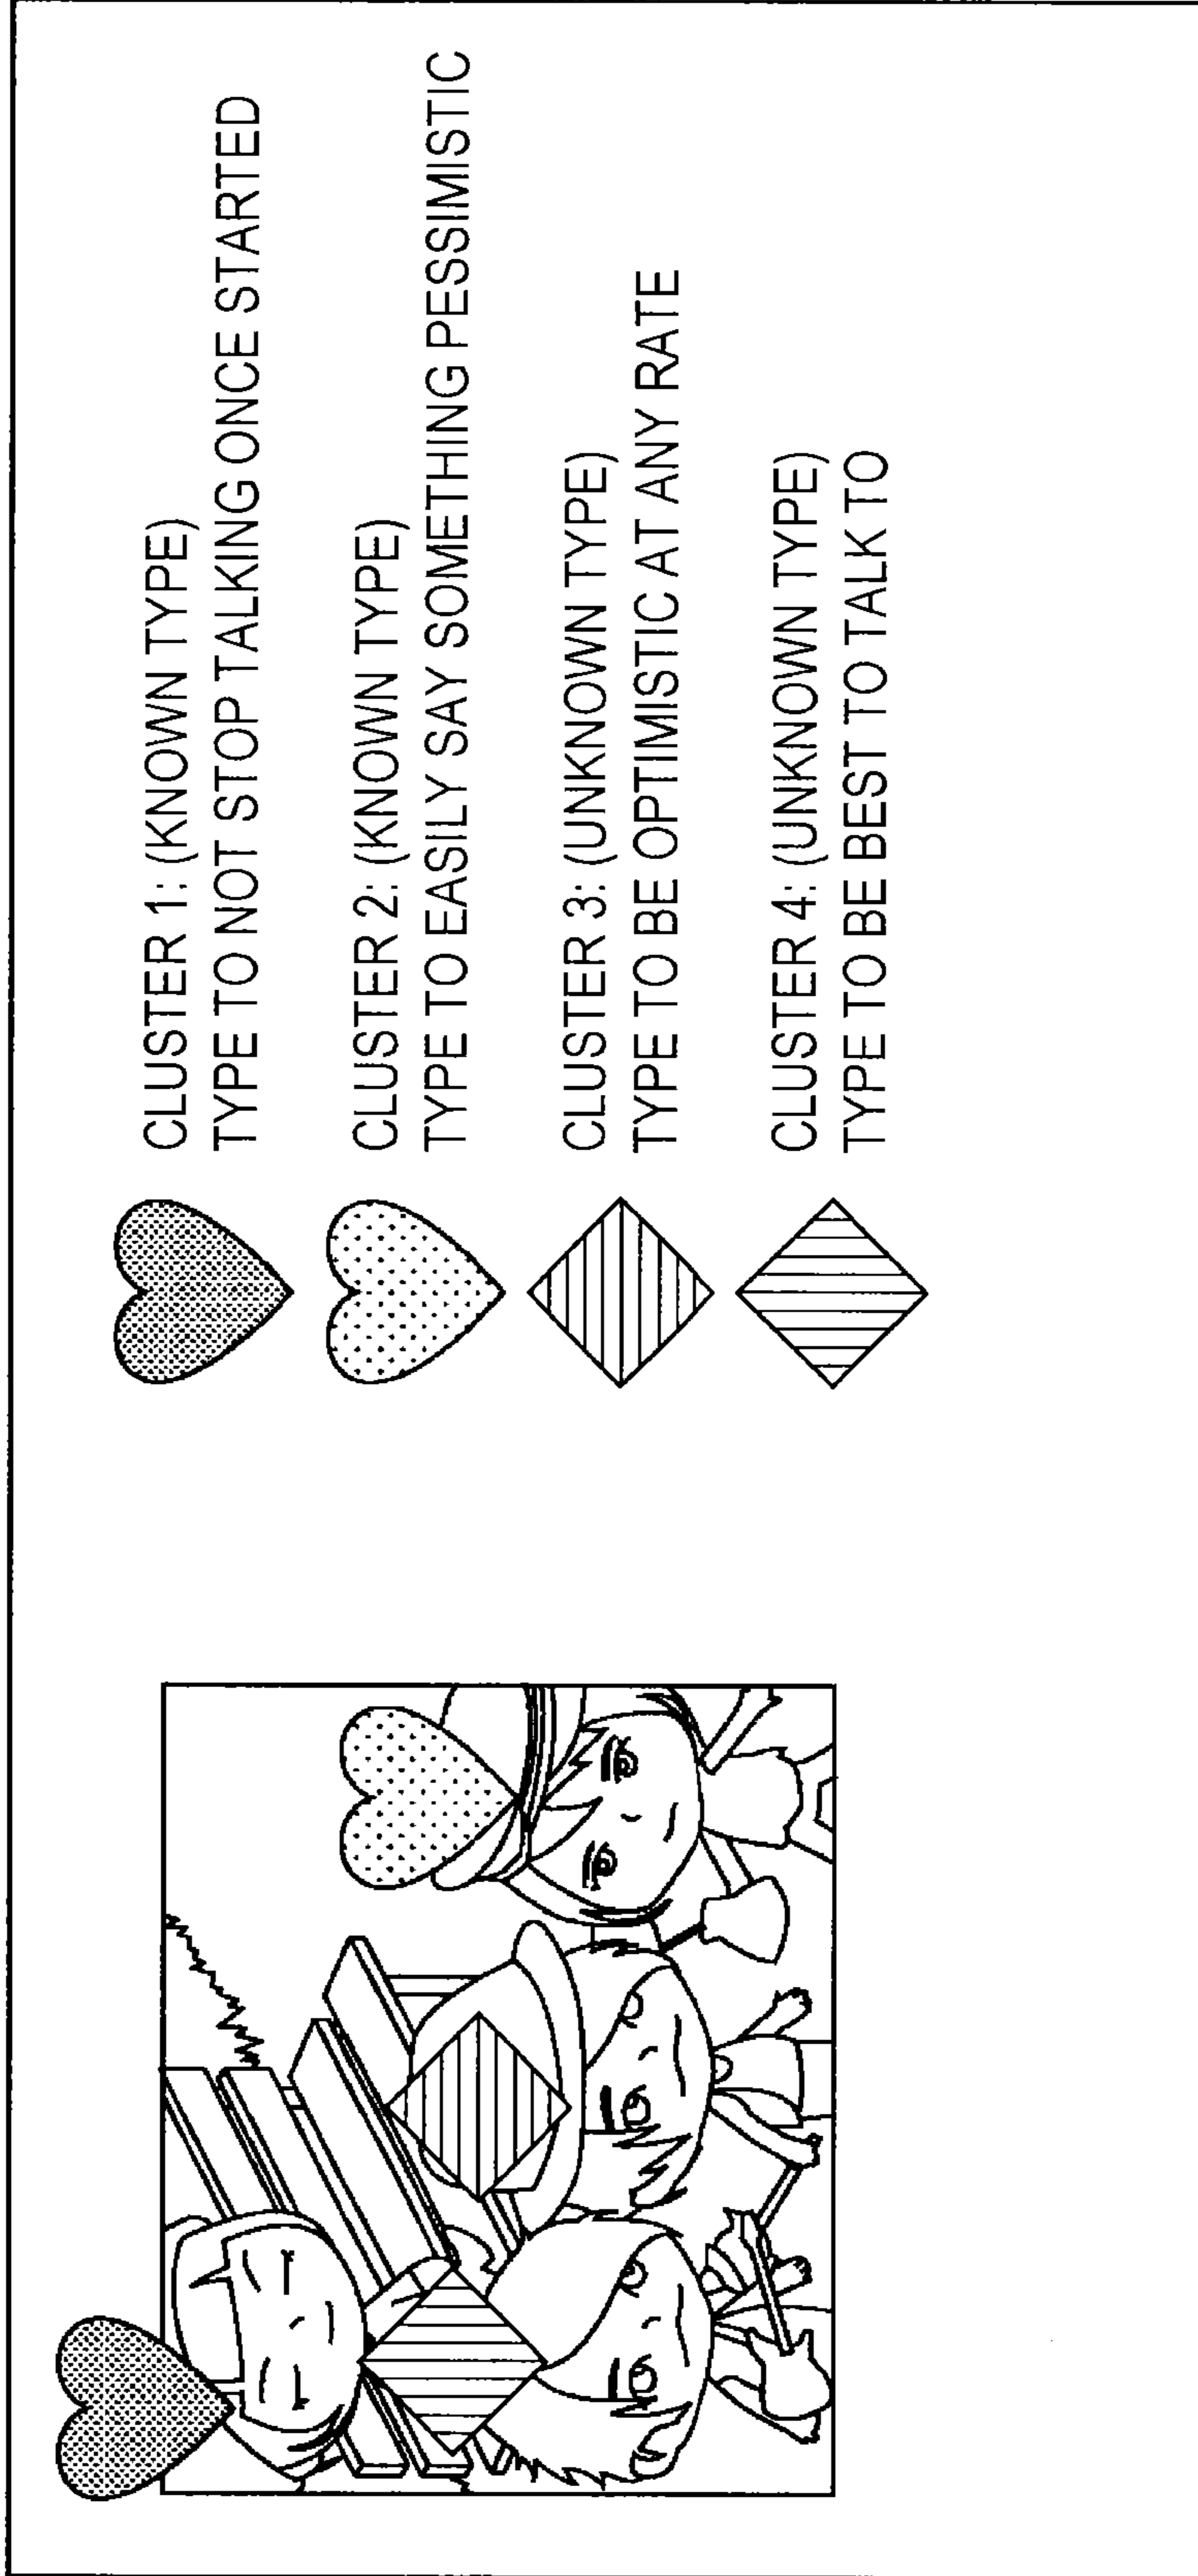 CLUSTER 1: (KNOWN TYPE)
TYPE TO NOT STOP TALKING ONCE STARTED
CLUSTER 2: (KNOWN TYPE)
TYPE TO EASILY SAY SOMETHING PESSIMISTIC
CLUSTER 3: (UNKNOWN TYPE)
TYPE TO BE OPTIMISTIC AT ANY RATE
CLUSTER 4: (UNKNOWN TYPE)
TYPE TO BE BEST TO TALK TO